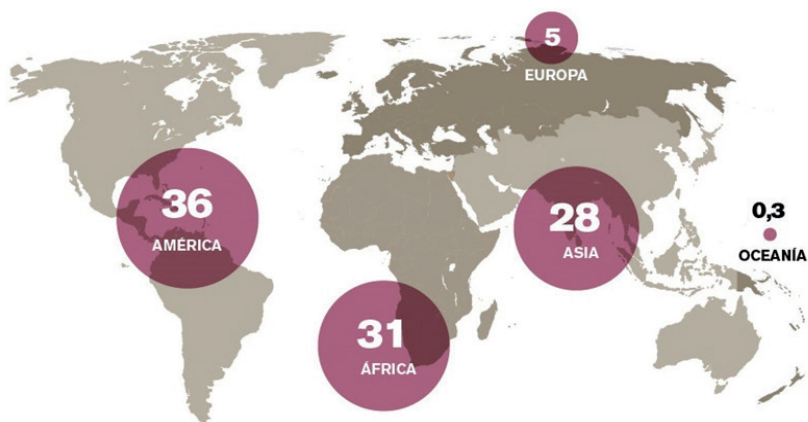 5
EUROPA
36
AMÉRICA
28
ASIA
0,3
OCEANÍA
31
ÁFRICA